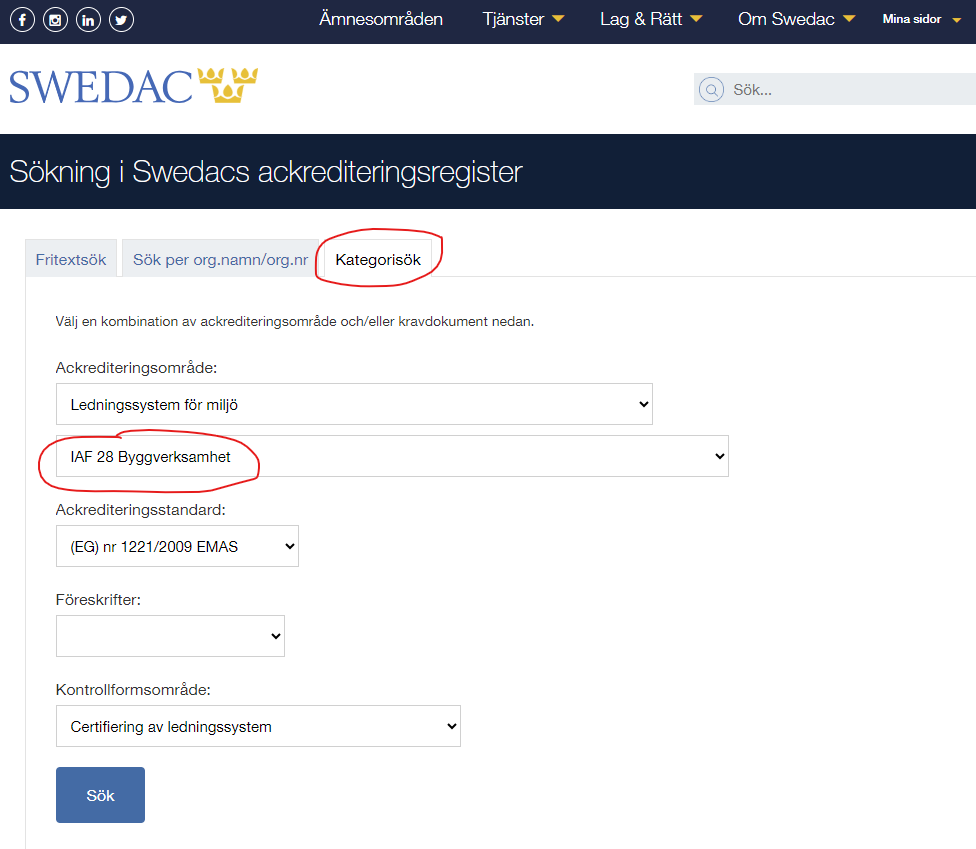 Ämnesområden Tjänster Lag & Rätt Om Swedac Mina sidor
SWEDAC
Sök...
Sökning i Swedacs ackrediteringsregister
Fritextsök Sök per org.namn/org.nr Kategorisök
Välj en kombination av ackrediteringsområde och/eller kravdokument nedan.
Ackrediteringsområde:
Ledningssystem för miljö
IAF 28 Byggverksamhet
Ackrediteringsstandard:
(EG) nr 1221/2009 EMAS
Föreskrifter:
Kontrollformsområde:
Certifiering av ledningssystem
Sök